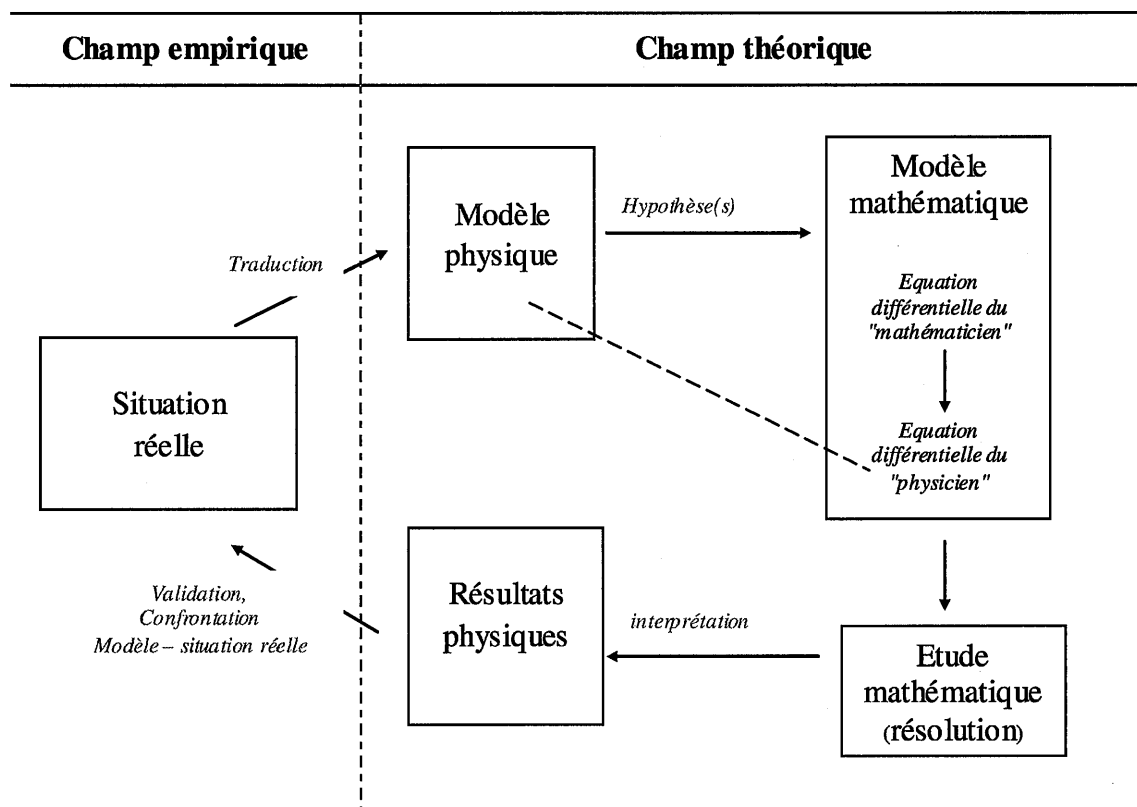 Champ empirique
Champ théorique
Modèle
physique
Hypothèse(s)
Modèle
mathématique
Equation
différentielle du
"mathématicien"
Equation
différentielle du
"physicien"
Traduction
Situation
réelle
Validation,
Confrontation
Modèle – situation réelle
Résultats
physiques
interprétation
Etude
mathématique
(résolution)